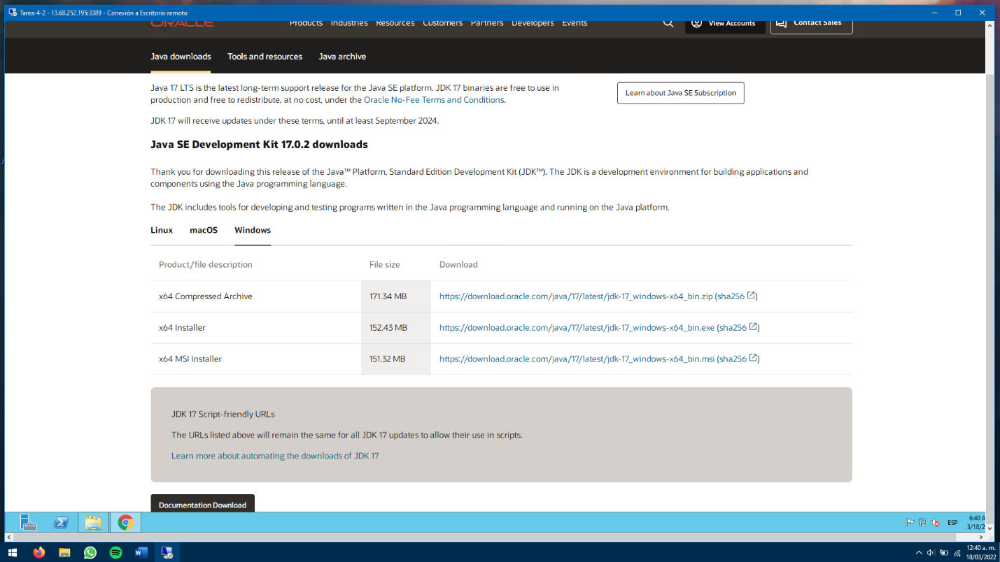 Tarea-4-2 - 13.68.252.195:3389 - Conexión a Escritorio remoto
ORACLE
Products Industries Resources Customers Partners Developers Events
View Accounts
Contact Sales
Java downloads Tools and resources Java archive
Java 17 LTS is the latest long-term support release for the Java SE platform. JDK 17 binaries are free to use in
production and free to redistribute, at no cost, under the Oracle No-Fee Terms and Conditions.
Learn about Java SE Subscription
JDK 17 will receive updates under these terms, until at least September 2024.
Java SE Development Kit 17.0.2 downloads
Thank you for downloading this release of the Java™ Platform, Standard Edition Development Kit (JDK™). The JDK is a development environment for building applications and
components using the Java programming language.
The JDK includes tools for developing and testing programs written in the Java programming language and running on the Java platform.
Linux macOS Windows
Product/file description File size Download
x64 Compressed Archive 171.34 MB https://download.oracle.com/java/17/latest/jdk-17_windows-x64_bin.zip (sha256)
x64 Installer 152.43 MB https://download.oracle.com/java/17/latest/jdk-17_windows-x64_bin.exe (sha256)
x64 MSI Installer 151.32 MB https://download.oracle.com/java/17/latest/jdk-17_windows-x64_bin.msi (sha256)
JDK 17 Script-friendly URLs
The URLs listed above will remain the same for all JDK 17 updates to allow their use in scripts.
Learn more about automating the downloads of JDK 17
Documentation Download
ESP
6:40 A
3/18/2
12:40 a. m.
18/03/2022